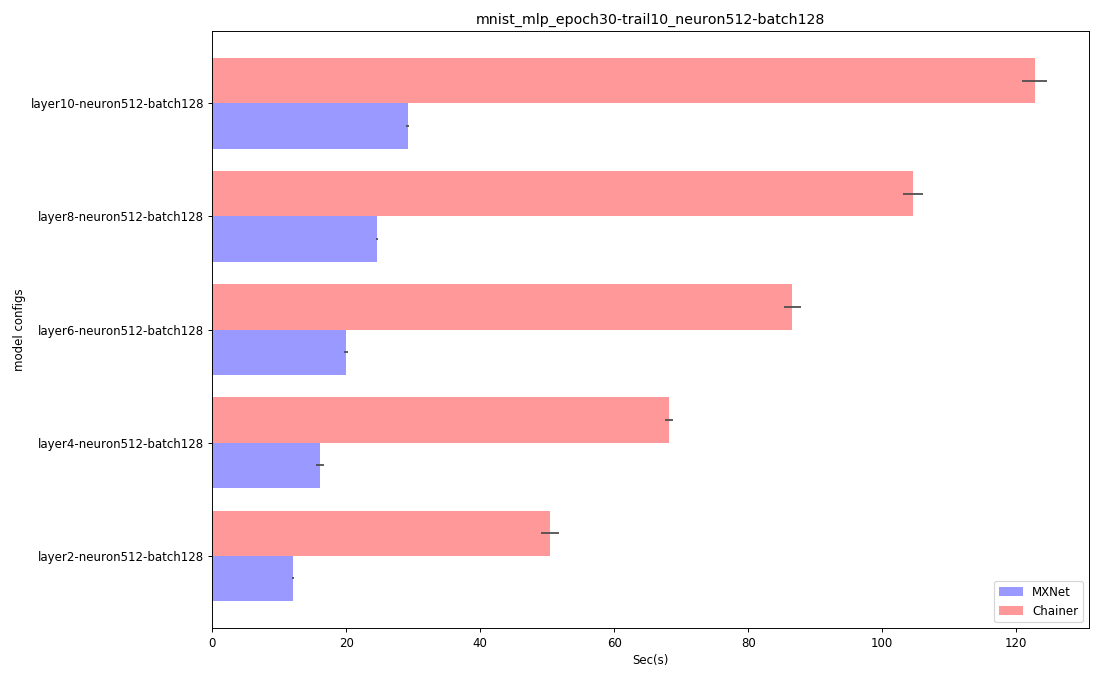 mnist_mlp_epoch30-trail10_neuron512-batch128
model configs
layer10-neuron512-batch128
layer8-neuron512-batch128
layer6-neuron512-batch128
layer4-neuron512-batch128
layer2-neuron512-batch128
MXNet
Chainer
0 20 40 60 80 100 120
Sec(s)